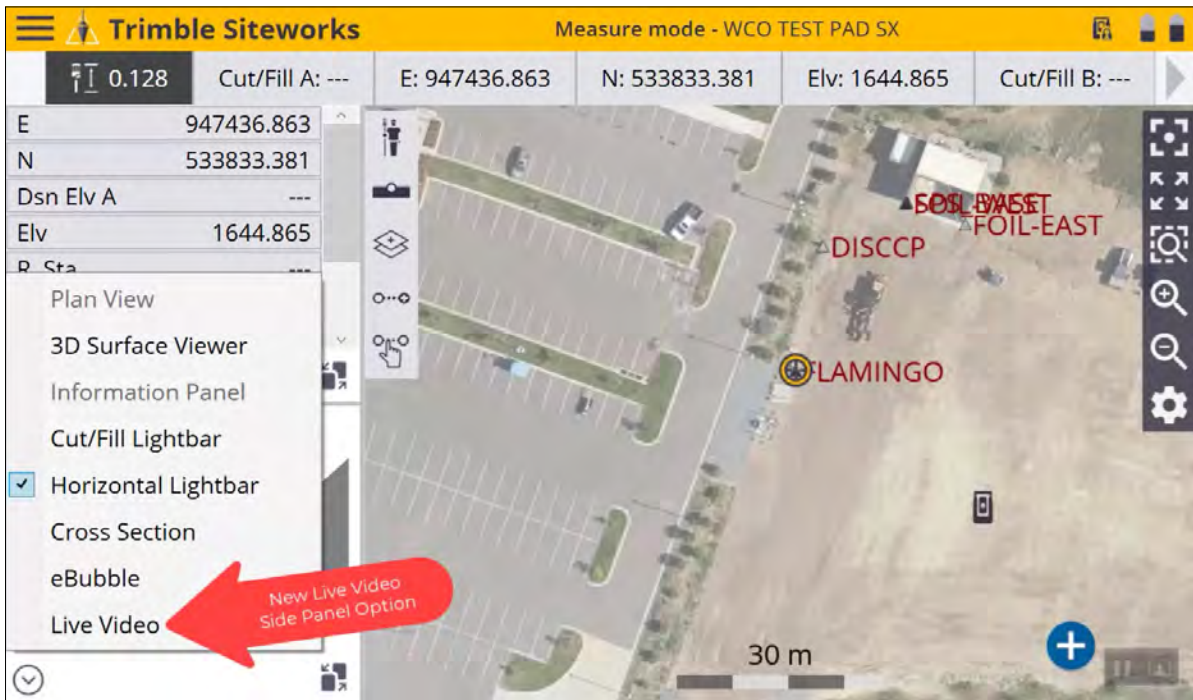 Trimble Siteworks
Measure mode - WCO TEST PAD SX
0.128
Cut/Fill A: ---
E: 947436.863
N: 533833.381
Elv: 1644.865
Cut/Fill B: ---
E 947436.863
N 533833.381
Dsn Elv A ---
Elv 1644.865
R. Sta ---
Plan View
3D Surface Viewer
Information Panel
Cut/Fill Lightbar
Horizontal Lightbar
Cross Section
eBubble
Live Video
New Live Video
Side Panel Option
FOIL-EAST
DISCCP
FLAMINGO
30 m